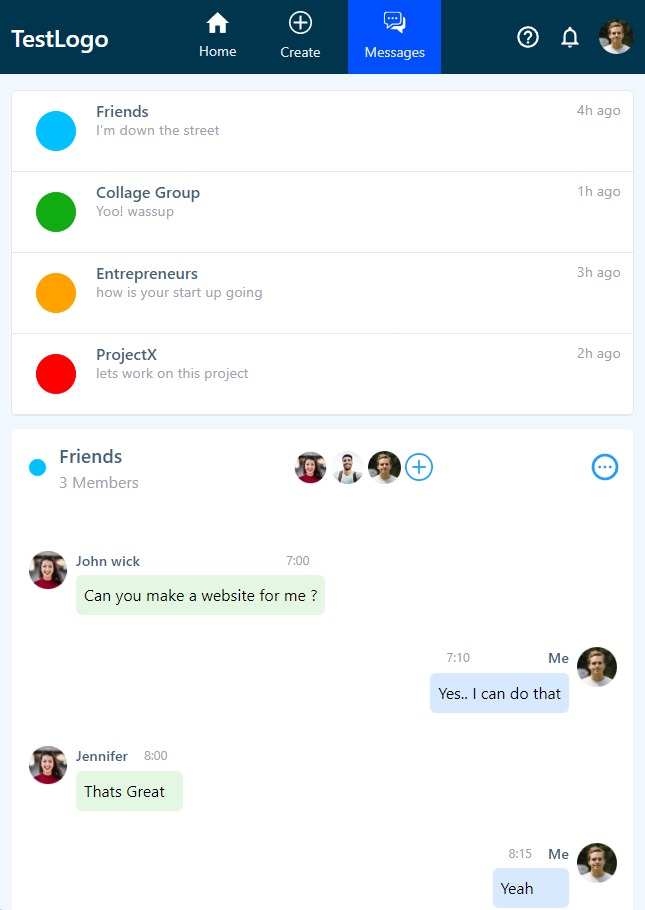 TestLogo
Home
Create
Messages
Friends
4h ago
I'm down the street
Collage Group
1h ago
Yoo! wassup
Entrepreneurs
3h ago
how is your start up going
ProjectX
2h ago
lets work on this project
Friends
3 Members
John wick 7:00
Can you make a website for me ?
7:10 Me
Yes.. I can do that
Jennifer 8:00
Thats Great
8:15 Me
Yeah